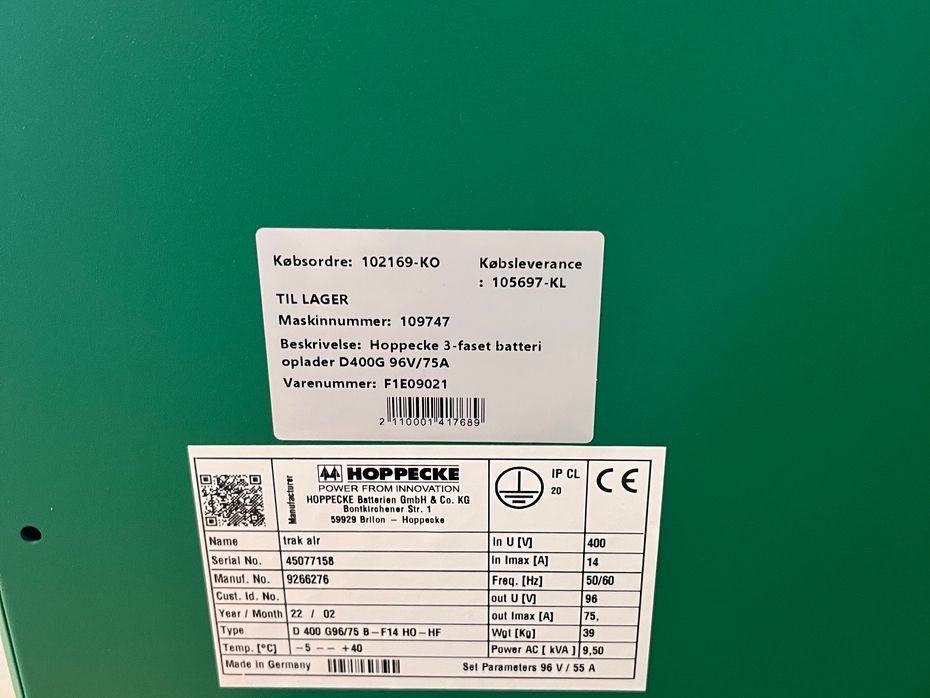 Købsordre: 102169-KO
Købsleverance
: 105697-KL
TIL LAGER
Maskinnummer: 109747
Beskrivelse: Hoppecke 3-faset batteri
oplader D400G 96V/75A
Varenummer: F1E09021
2 110001 417689
Manufacturer
HOPPECKE
POWER FROM INNOVATION
HOPPECKE Batterien GmbH & Co. KG
Bontkirchener Str. 1
59929 Brilon - Hoppecke
IP CL
20
CE
Name trak air
In U [V] 400
Serial No. 45077158
In Imax [A] 14
Manuf. No. 9266276
Freq. [Hz] 50/60
Cust. Id. No.
out U [V] 96
Year / Month 22 / 02
out Imax [A] 75,
Type D 400 G96/75 B-F14 HO-HF
Wgt [Kg] 39
Temp. [°C] -5 -- +40
Power AC [ kVA ] 9,50
Made in Germany
Set Parameters 96 V / 55 A